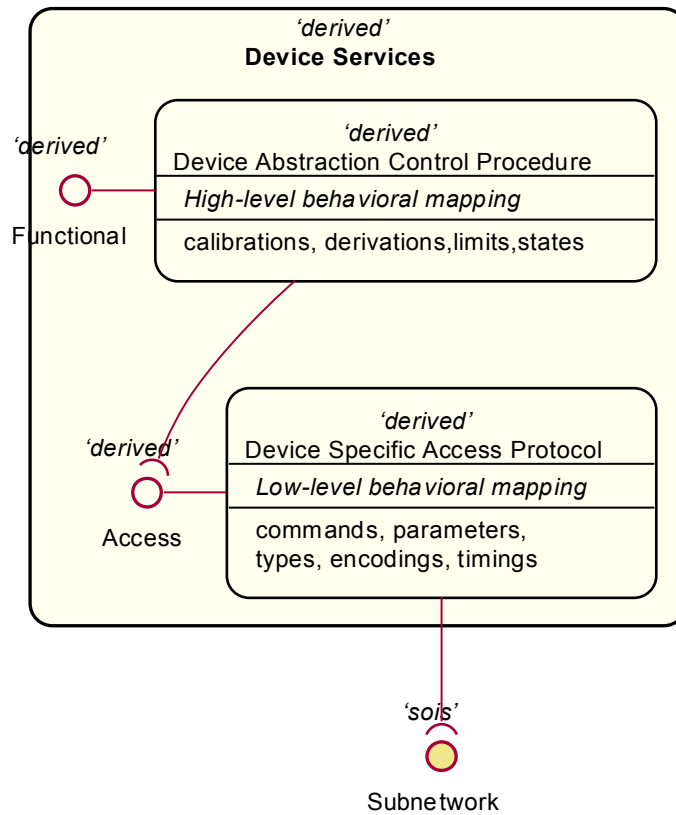 ‘derived’
Device Services
‘derived’
Device Abstraction Control Procedure
High-level behavioral mapping
calibrations, derivations,limits,states
‘derived’
Functional
‘derived’
Access
‘derived’
Device Specific Access Protocol
Low-level behavioral mapping
commands, parameters,
types, encodings, timings
‘sois’
Subnetwork